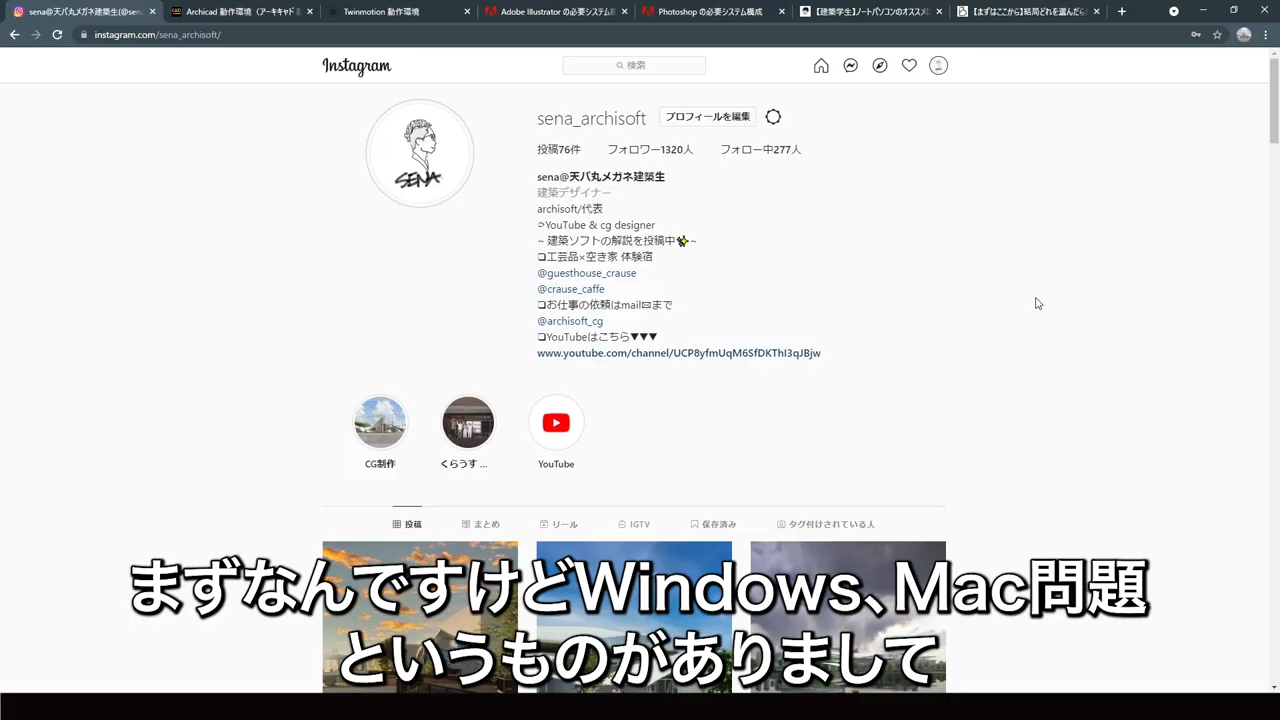 sena@天パ丸メガネ建築生(@sen
Archicad 動作環境（アーキキャド 動
Twinmotion 動作環境
Adobe Illustrator の必要システム
Photoshop の必要システム構成
【建築学生】ノートパソコンのオススメ
【まずはここから】結局どれを選んだら
instagram.com/sena_archisoft/
Instagram
検索
sena_archisoft
プロフィールを編集
投稿76件 フォロワー1320人 フォロー中277人
sena@天パ丸メガネ建築生
建築デザイナー
archisoft/代表
➲YouTube & cg designer
~ 建築ソフトの解説を投稿中✨~
❏工芸品×空き家 体験宿
@guesthouse_crause
@crause_caffe
❏お仕事の依頼はmail✉まで
@archisoft_cg
❏YouTubeはこちら▼▼▼
www.youtube.com/channel/UCP8yfmUqM6SfDKThI3qJBjw
SENA
CG制作
くらうす ...
YouTube
投稿 まとめ リール IGTV 保存済み タグ付けされている人
まずなんですけどWindows、Mac問題
というものがありまして